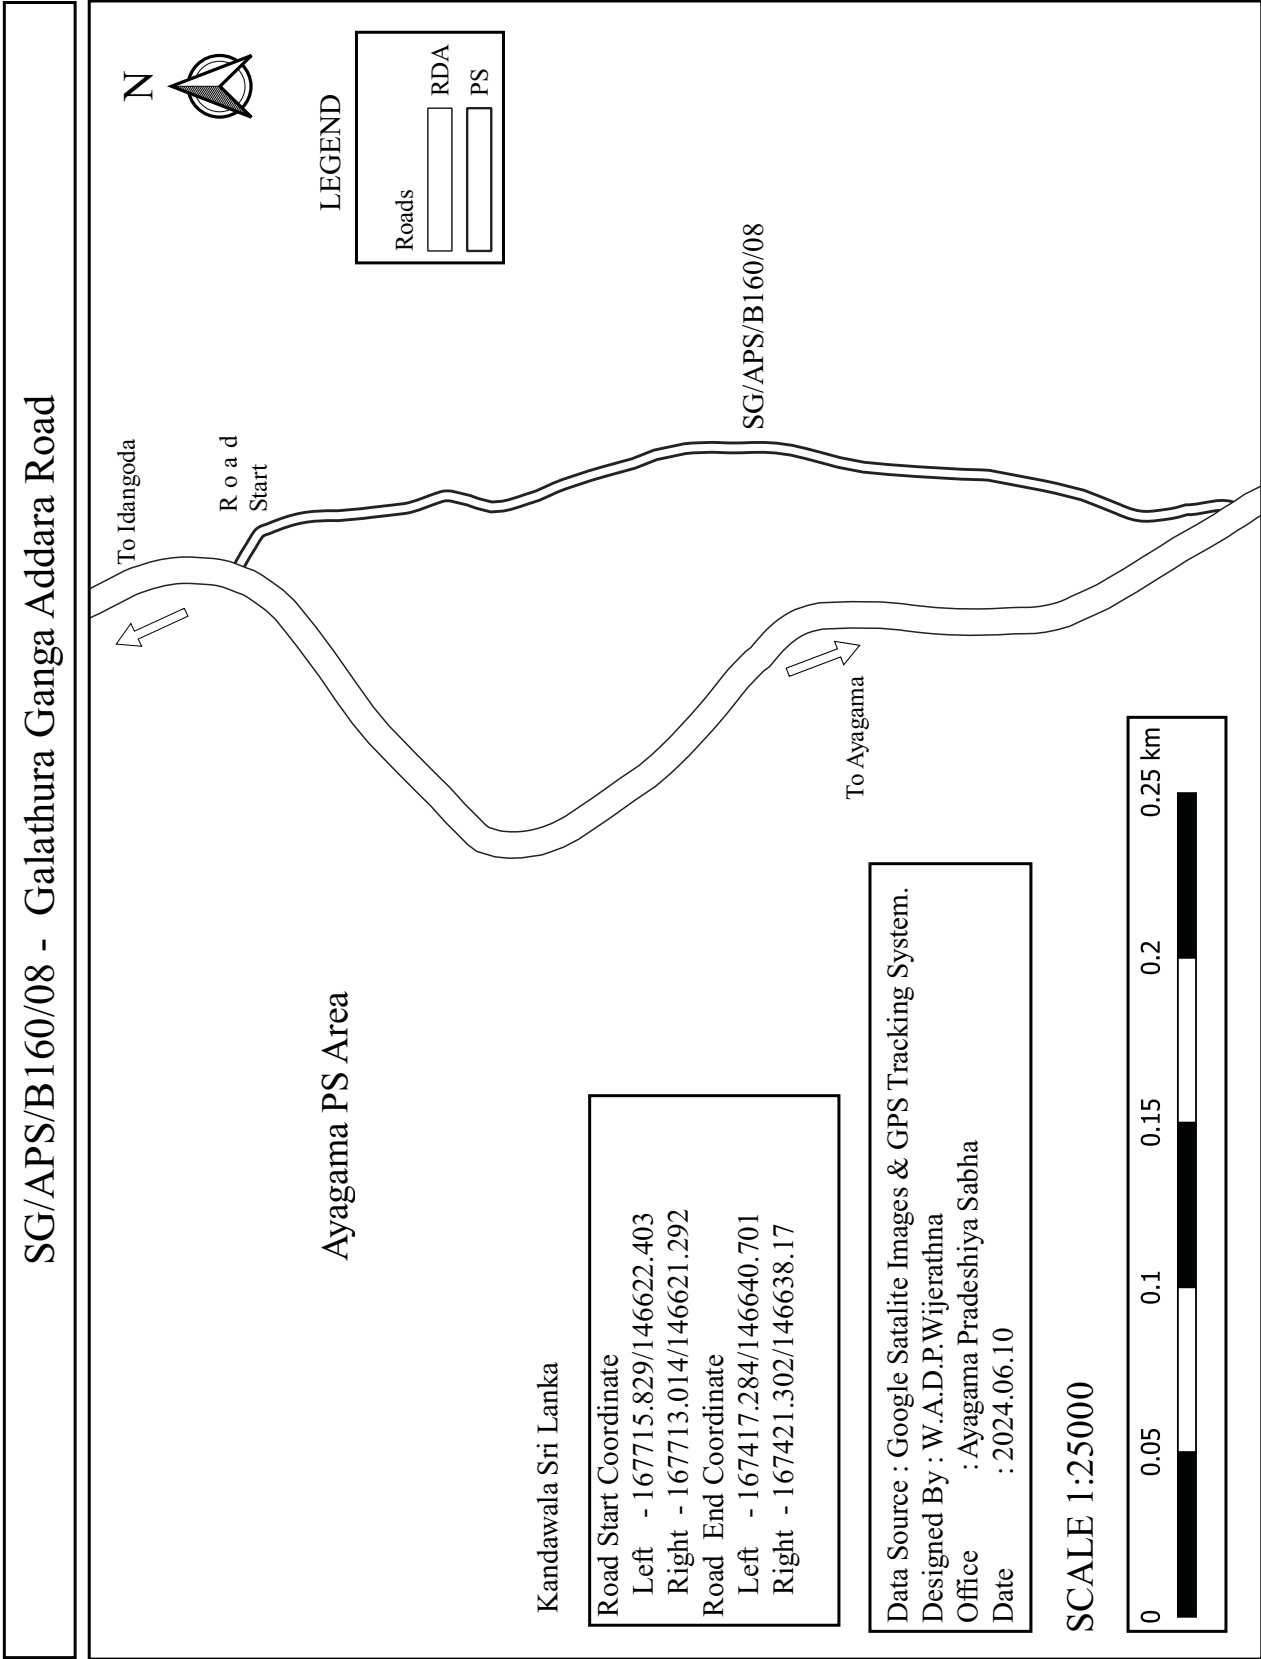 SG/APS/B160/08 - Galathura Ganga Addara Road
N
LEGEND
Roads
RDA
PS
To Idangoda
R o a d
Start
SG/APS/B160/08
To Ayagama
Ayagama PS Area
Kandawala Sri Lanka
Road Start Coordinate
Left - 167715.829/146622.403
Right - 167713.014/146621.292
Road End Coordinate
Left - 167417.284/146640.701
Right - 167421.302/146638.17
Data Source : Google Satalite Images & GPS Tracking System.
Designed By : W.A.D.P.Wijerathna
Office : Ayagama Pradeshiya Sabha
Date : 2024.06.10
SCALE 1:25000
0 0.05 0.1 0.15 0.2 0.25 km